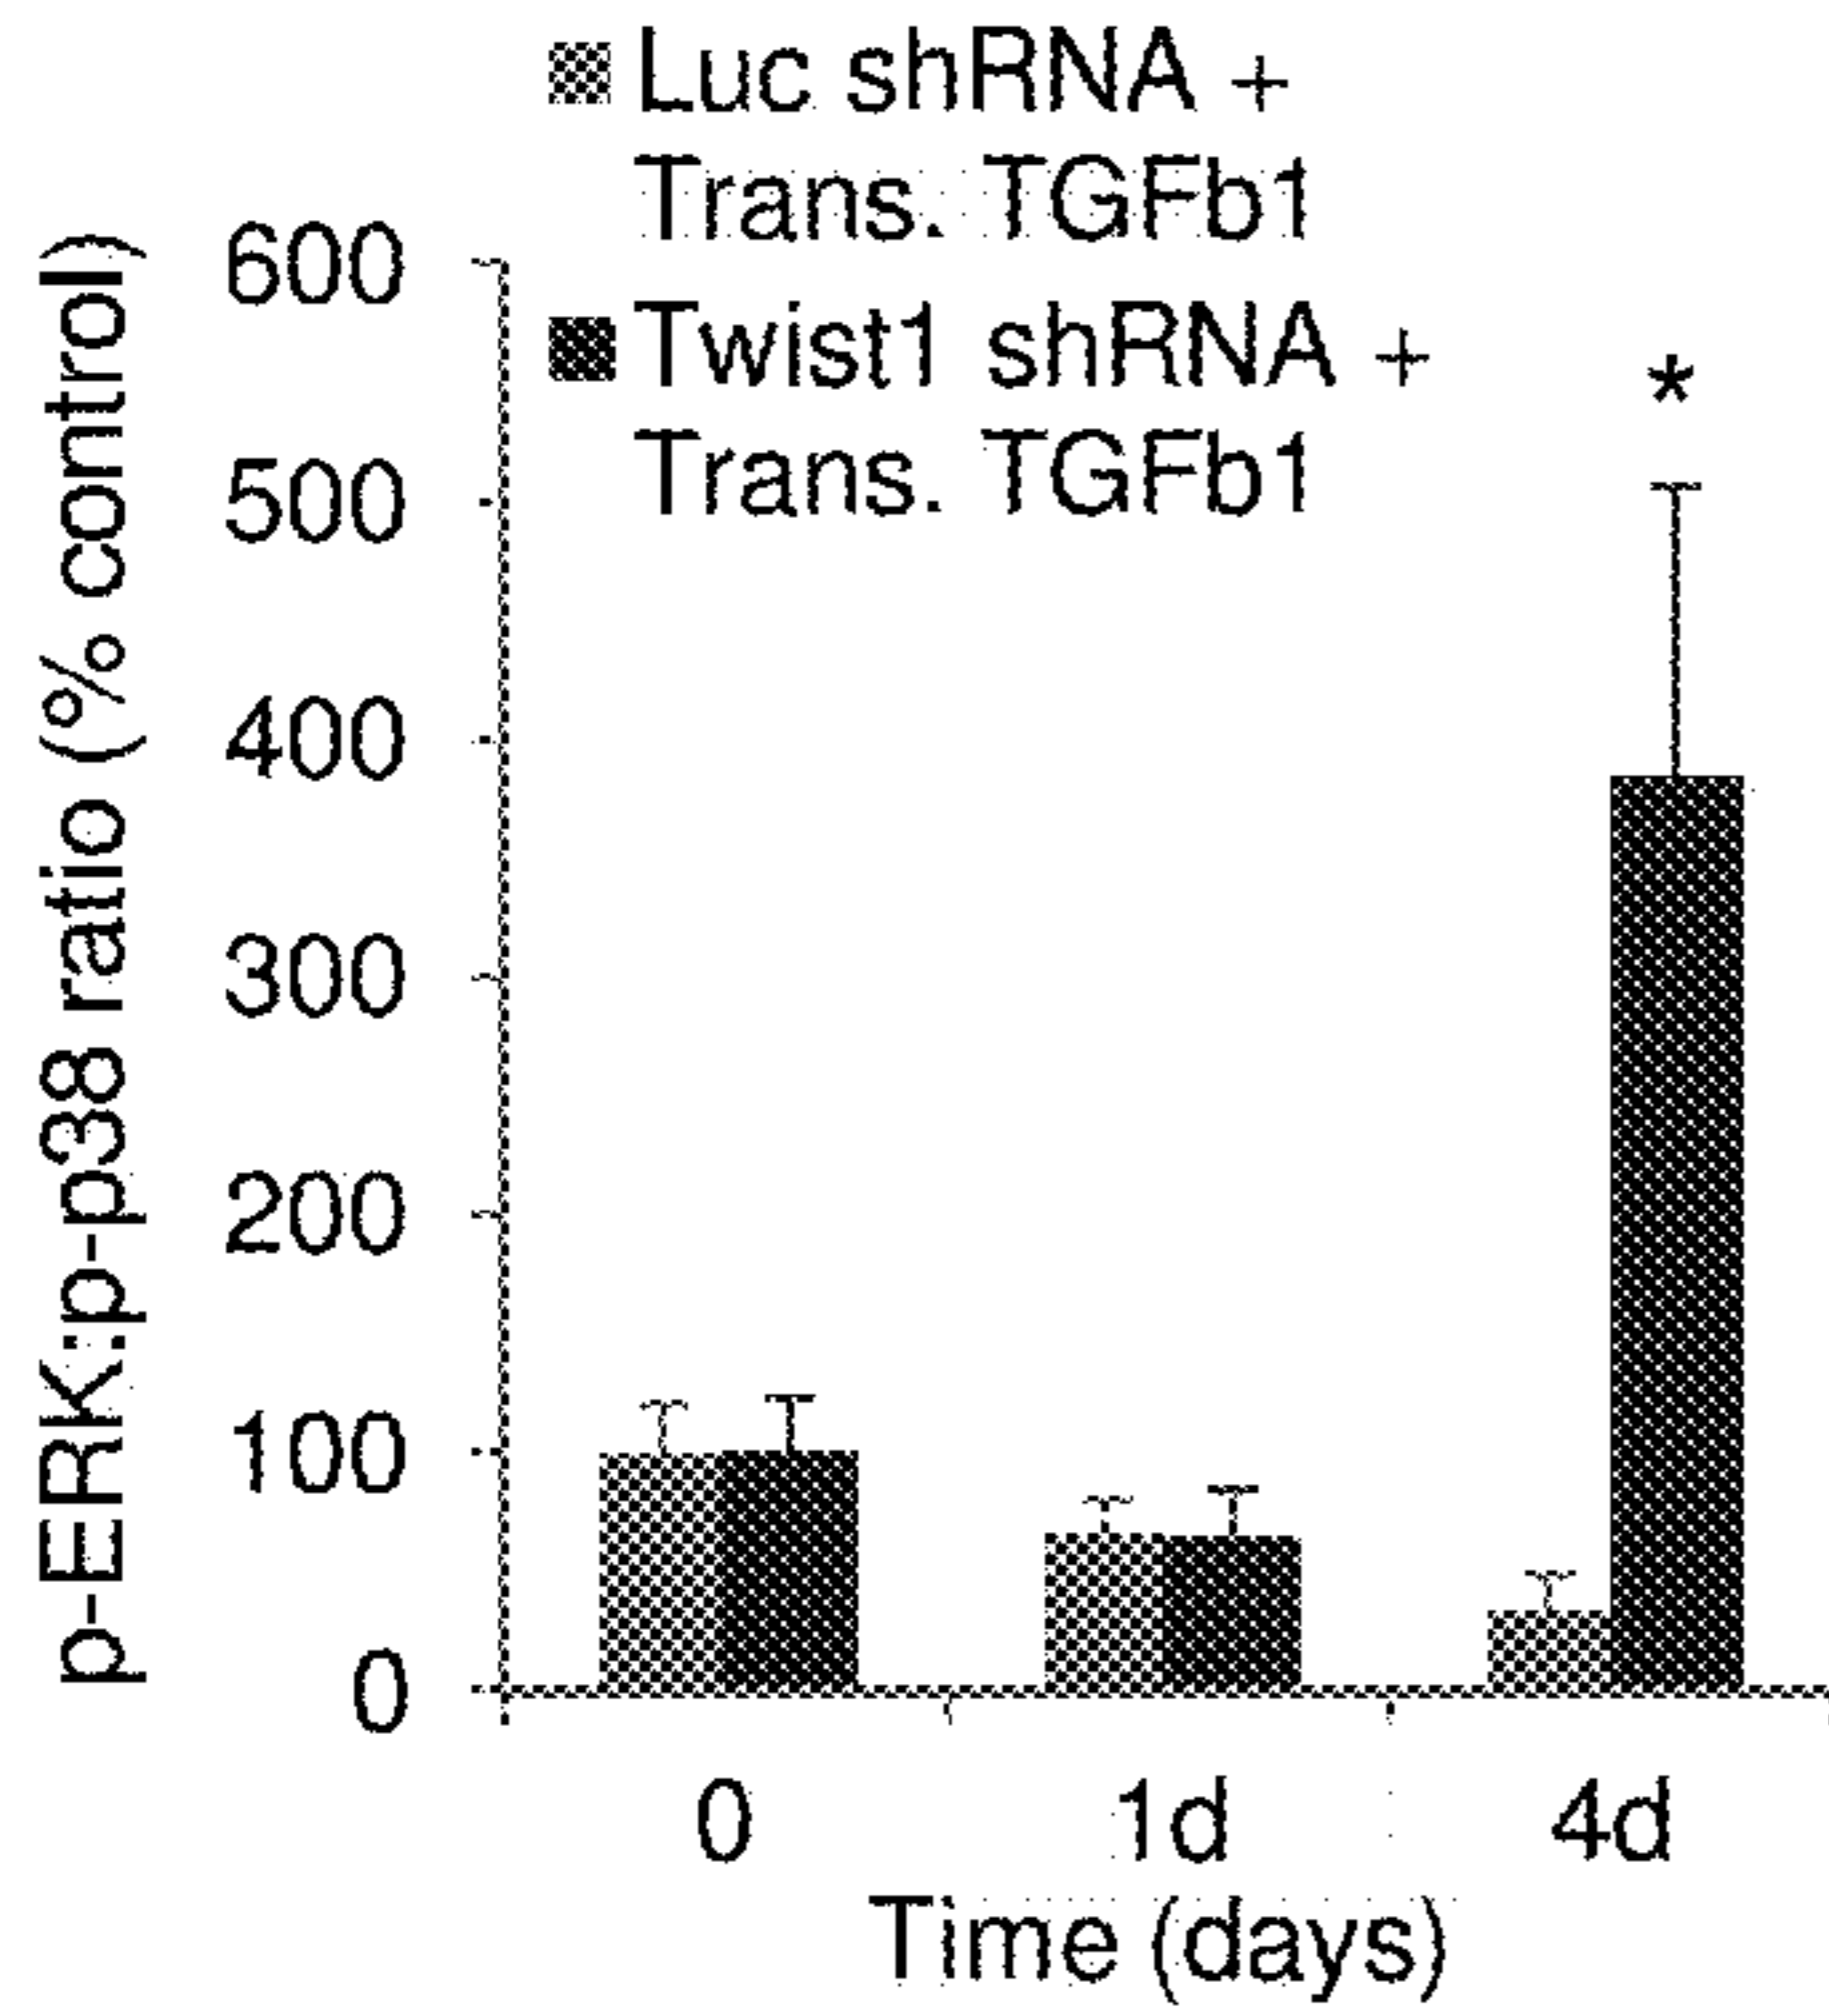 Luc shRNA +
Trans. TGFb1
Twist1 shRNA +
Trans. TGFb1
p-ERK:p-p38 ratio (% control)
600
500
400
300
200
100
0
*
0 1d 4d
Time (days)